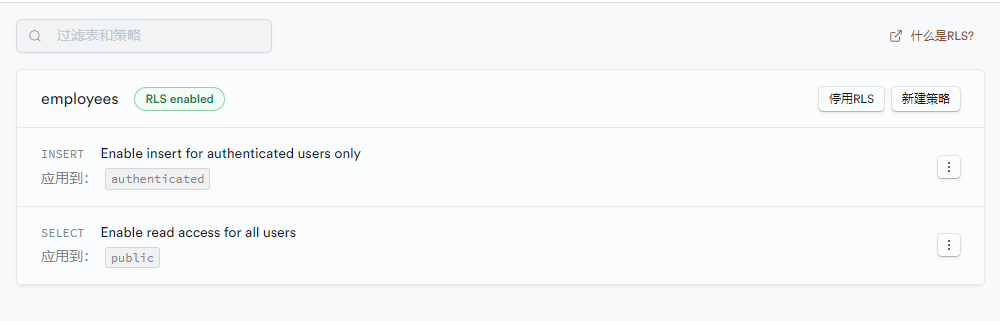 过滤表和策略
什么是RLS?
employees RLS enabled 停用RLS 新建策略
INSERT Enable insert for authenticated users only
应用到： authenticated
SELECT Enable read access for all users
应用到： public